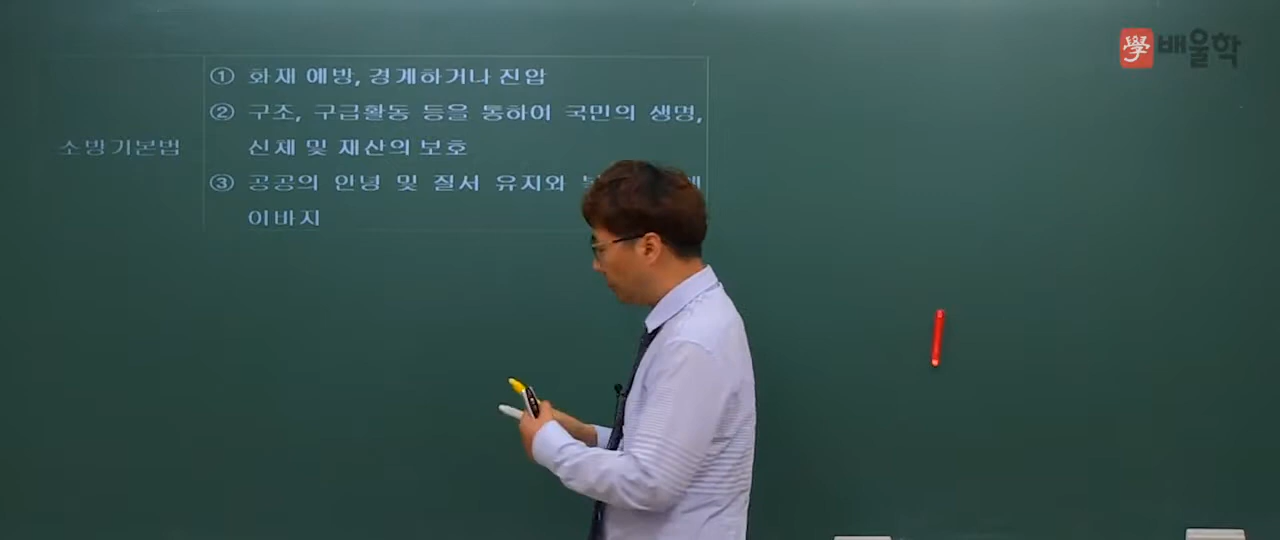 學 배울학
① 화재 예방, 경계하거나 진압
② 구조, 구급활동 등을 통하여 국민의 생명,
소방기본법
신체 및 재산의 보호
③ 공공의 안녕 및 질서 유지와
이바지